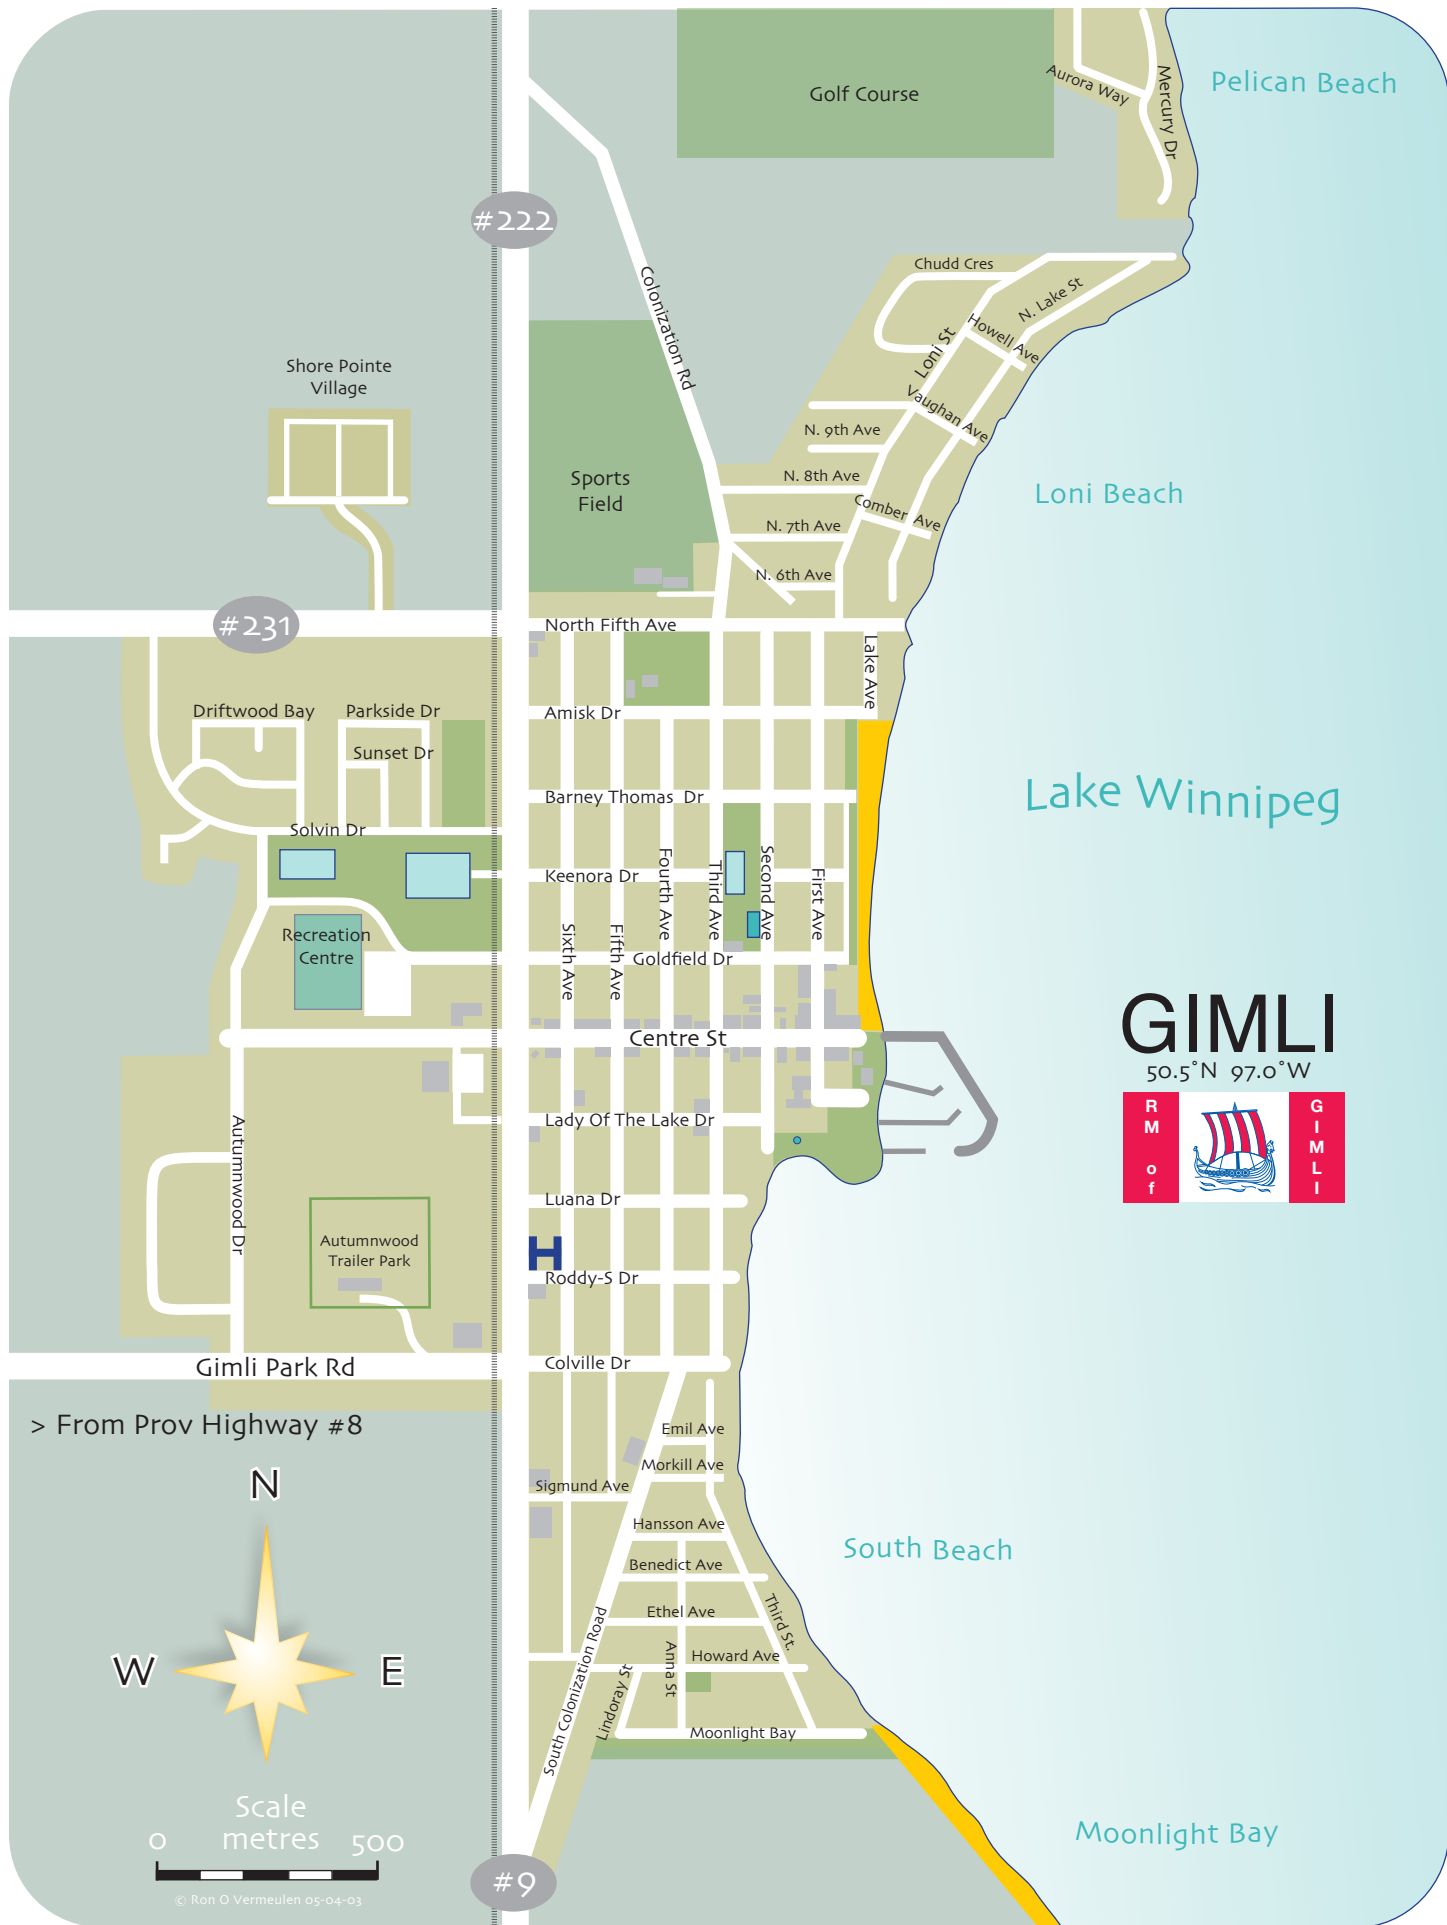 Golf Course
Aurora Way
Mercury Dr
Pelican Beach
#222
Colonization Rd
Chudd Cres
N. Lake St
Howell Ave
Loni St
Shore Pointe
Village
Vaughan Ave
N. 9th Ave
Sports
Field
N. 8th Ave
Loni Beach
Comber Ave
N. 7th Ave
N. 6th Ave
#231
North Fifth Ave
Lake Ave
Driftwood Bay
Parkside Dr
Amisk Dr
Sunset Dr
Barney Thomas Dr
Lake Winnipeg
Solvin Dr
Keenora Dr
Fourth Ave
Third Ave
Second Ave
First Ave
Sixth Ave
Fifth Ave
Recreation
Centre
Goldfield Dr
Centre St
GIMLI
50.5°N 97.0°W
R
M
o
f
G
I
M
L
I
Lady Of The Lake Dr
Autumnwood Dr
Luana Dr
Autumnwood
Trailer Park
H
Roddy-S Dr
Gimli Park Rd
Colville Dr
> From Prov Highway #8
Emil Ave
Morkill Ave
Sigmund Ave
N
Hansson Ave
South Beach
Benedict Ave
Third St.
Ethel Ave
South Colonization Road
Anna St
Howard Ave
W
E
Lindoray St
Moonlight Bay
Scale
0 metres 500
Moonlight Bay
#9
© Ron O Vermeulen 05-04-03